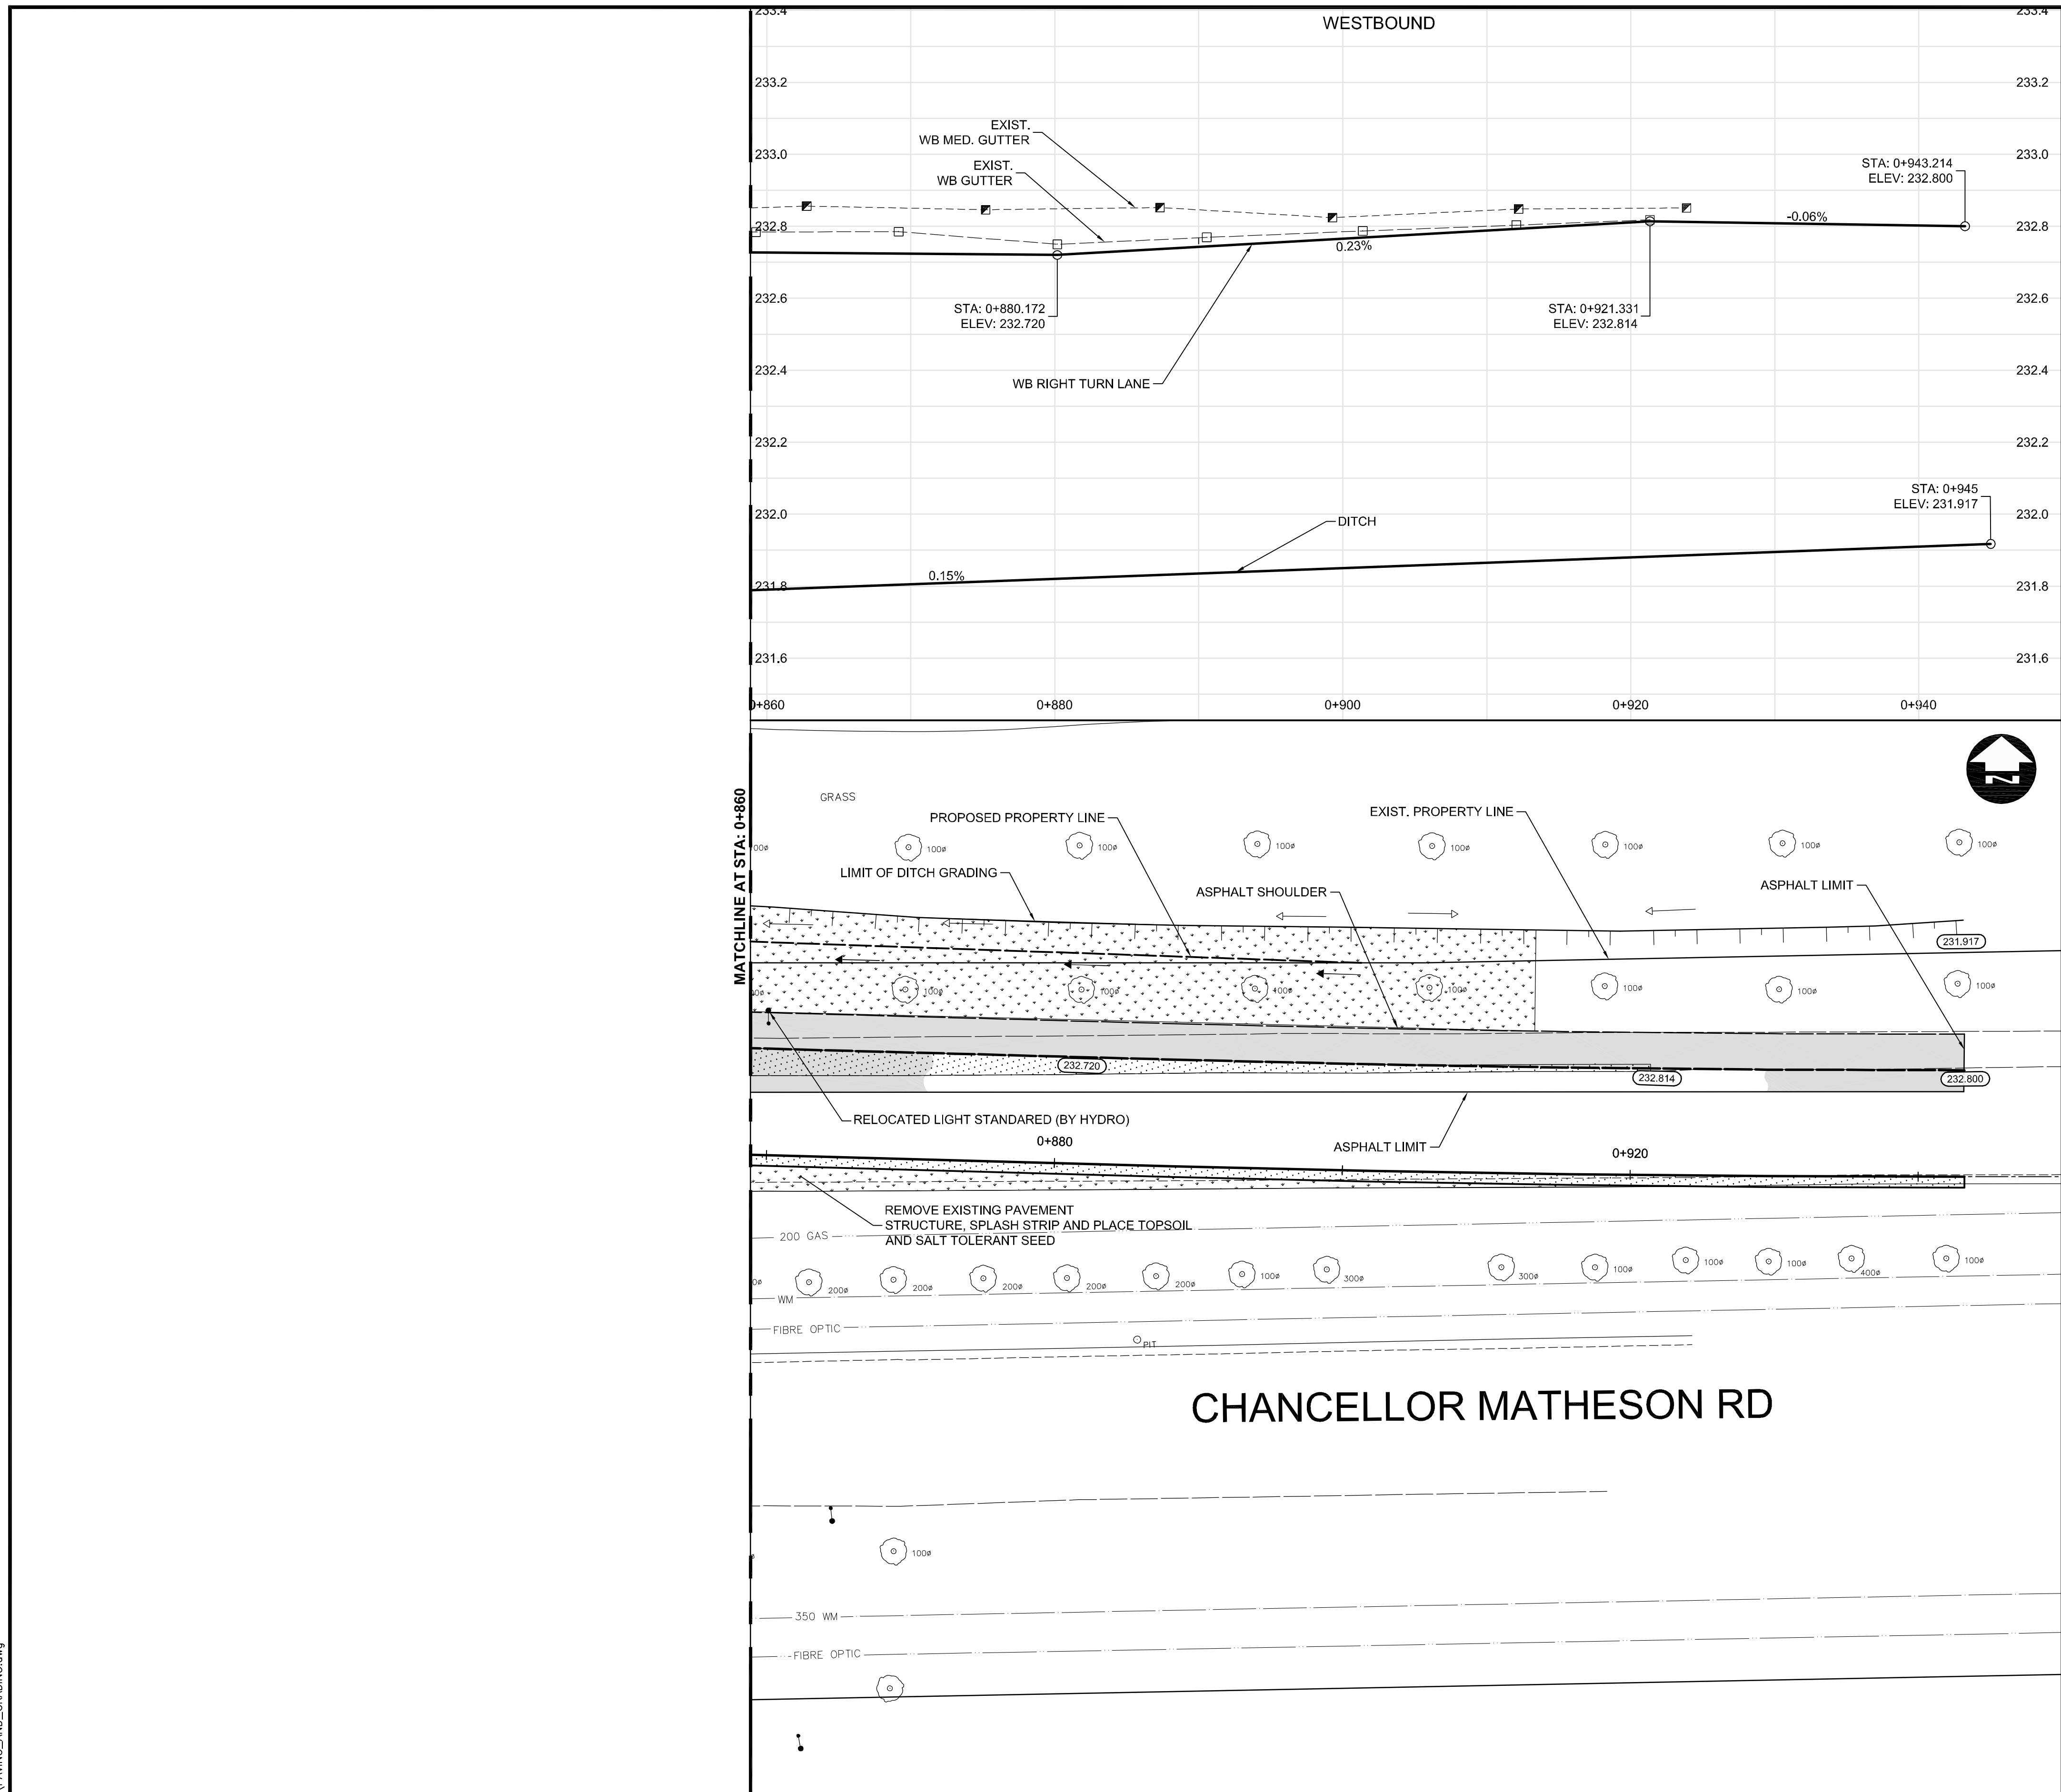 WESTBOUND
233.4
233.4
233.2
233.2
EXIST.
WB MED. GUTTER
233.0
233.0
EXIST.
WB GUTTER
STA: 0+943.214
ELEV: 232.800
232.8
232.8
-0.06%
0.23%
232.6
232.6
STA: 0+880.172
ELEV: 232.720
STA: 0+921.331
ELEV: 232.814
232.4
232.4
WB RIGHT TURN LANE
232.2
232.2
STA: 0+945
ELEV: 231.917
232.0
232.0
DITCH
0.15%
231.8
231.8
231.6
231.6
0+860
0+880
0+900
0+920
0+940
MATCHLINE AT STA: 0+860
GRASS
PROPOSED PROPERTY LINE
EXIST. PROPERTY LINE
00ø
100ø
100ø
100ø
100ø
100ø
100ø
100ø
LIMIT OF DITCH GRADING
ASPHALT SHOULDER
ASPHALT LIMIT
231.917
100ø
100ø
100ø
100ø
100ø
100ø
100ø
232.720
232.814
232.800
RELOCATED LIGHT STANDARED (BY HYDRO)
ASPHALT LIMIT
0+880
0+920
REMOVE EXISTING PAVEMENT
STRUCTURE, SPLASH STRIP AND PLACE TOPSOIL
AND SALT TOLERANT SEED
200 GAS
0ø
200ø
200ø
200ø
200ø
200ø
100ø
300ø
300ø
100ø
100ø
100ø
400ø
100ø
WM
FIBRE OPTIC
PIT
CHANCELLOR MATHESON RD
100ø
350 WM
FIBRE OPTIC